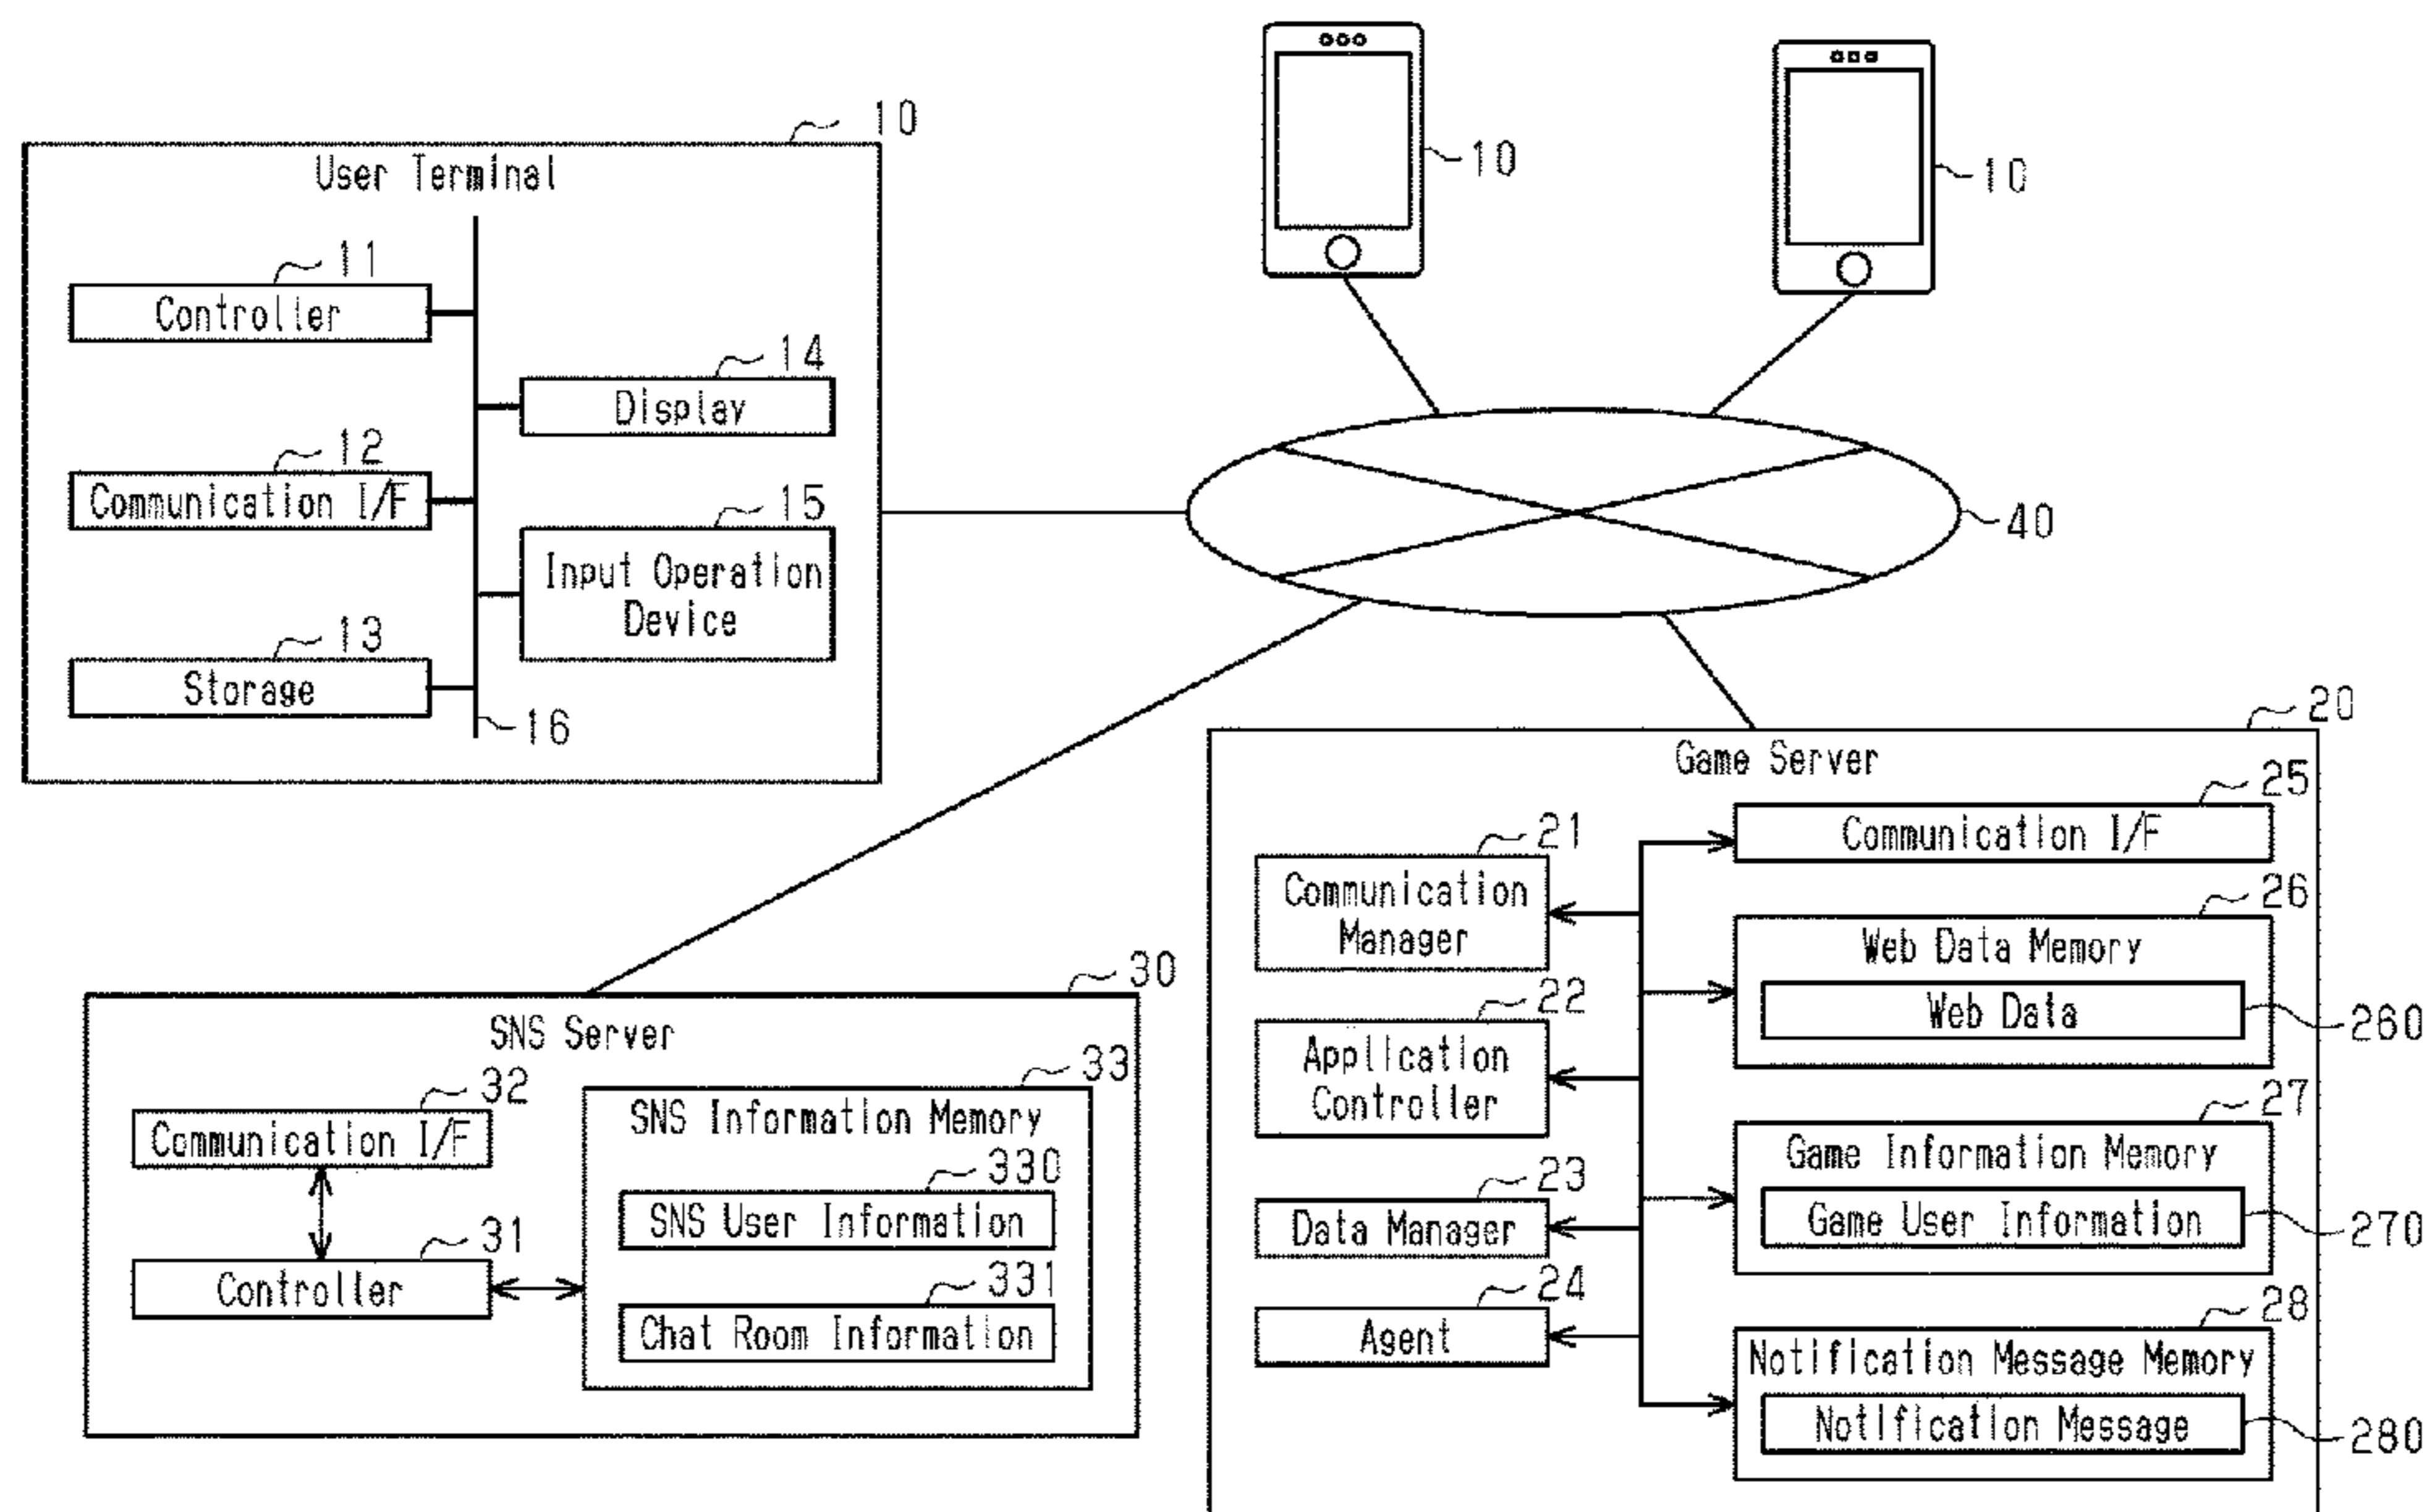 10
User Terminal
11
Controller
14
Display
12
Communication I/F
15
Input Operation
Device
13
Storage
16
10
10
40
20
Game Server
25
Communication I/F
21
Communication
Manager
26
Web Data Memory
Web Data
260
22
Application
Controller
27
Game Information Memory
Game User Information
270
23
Data Manager
24
Agent
28
Notification Message Memory
Notification Message
280
30
SNS Server
32
Communication I/F
31
Controller
33
SNS Information Memory
330
SNS User Information
331
Chat Room Information